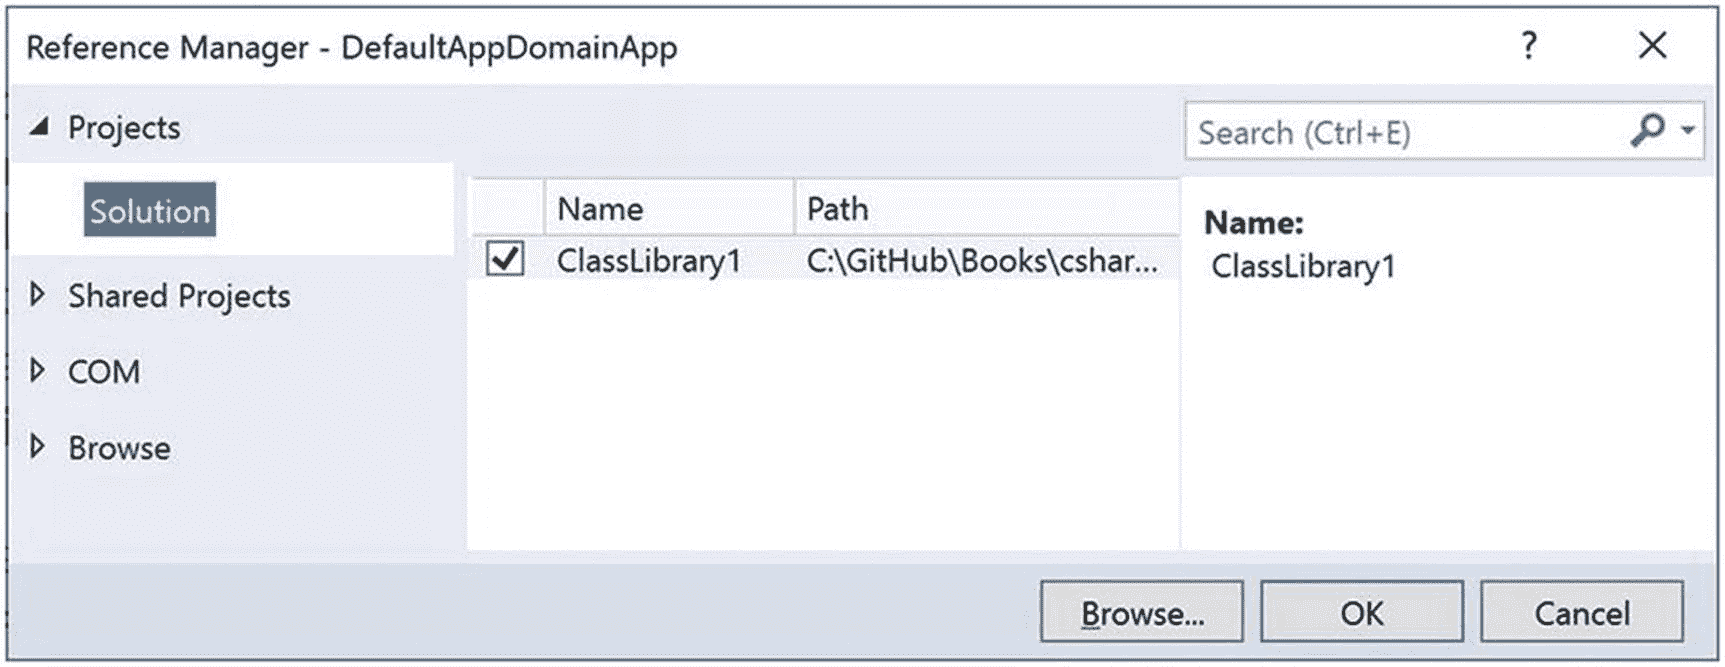 Reference Manager - DefaultAppDomainApp ?
Projects
Search (Ctrl+E)
Solution
Name Path
ClassLibrary1 C:\GitHub\Books\cshar...
Name:
ClassLibrary1
Shared Projects
COM
Browse
Browse... OK Cancel